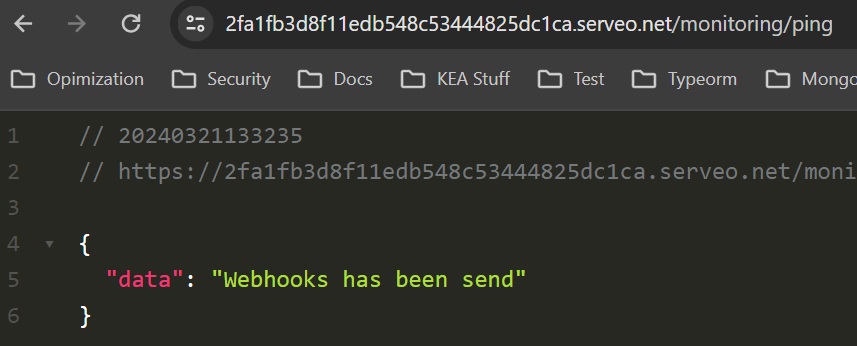 2fa1fb3d8f11edb548c53444825dc1ca.serveo.net/monitoring/ping
Opimization Security Docs KEA Stuff Test Typeorm Mongo
1 // 20240321133235
2 // https://2fa1fb3d8f11edb548c53444825dc1ca.serveo.net/moni
3
4 {
5 "data": "Webhooks has been send"
6 }